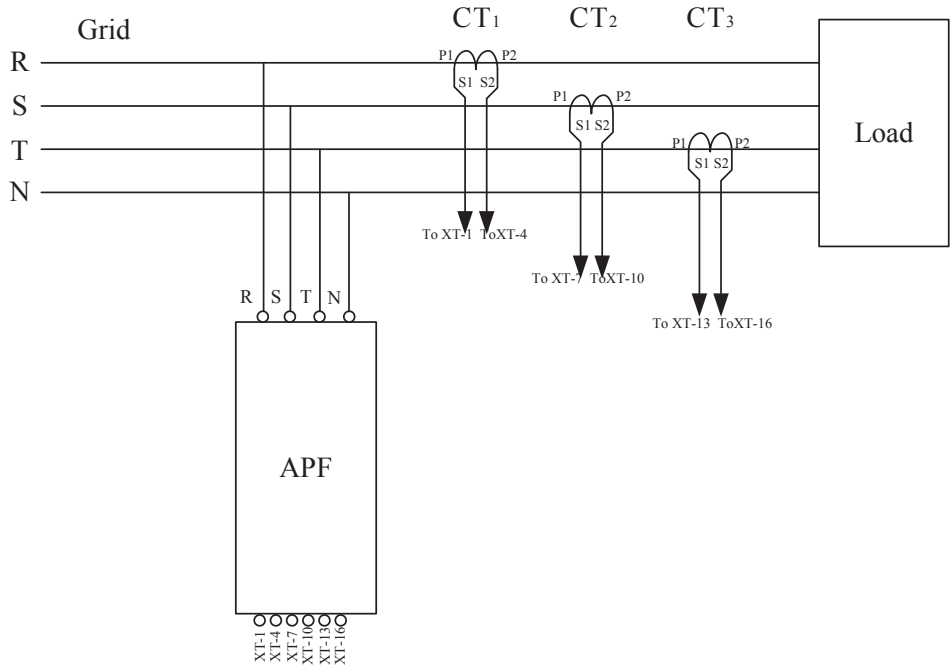 Grid
CT1
CT2
CT3
R
P1
P2
S1
S2
S
P1
P2
S1
S2
T
P1
P2
S1
S2
N
Load
To XT-1
ToXT-4
To XT-7
ToXT-10
To XT-13
ToXT-16
R
S
T
N
APF
XT-1
XT-4
XT-7
XT-10
XT-13
XT-16